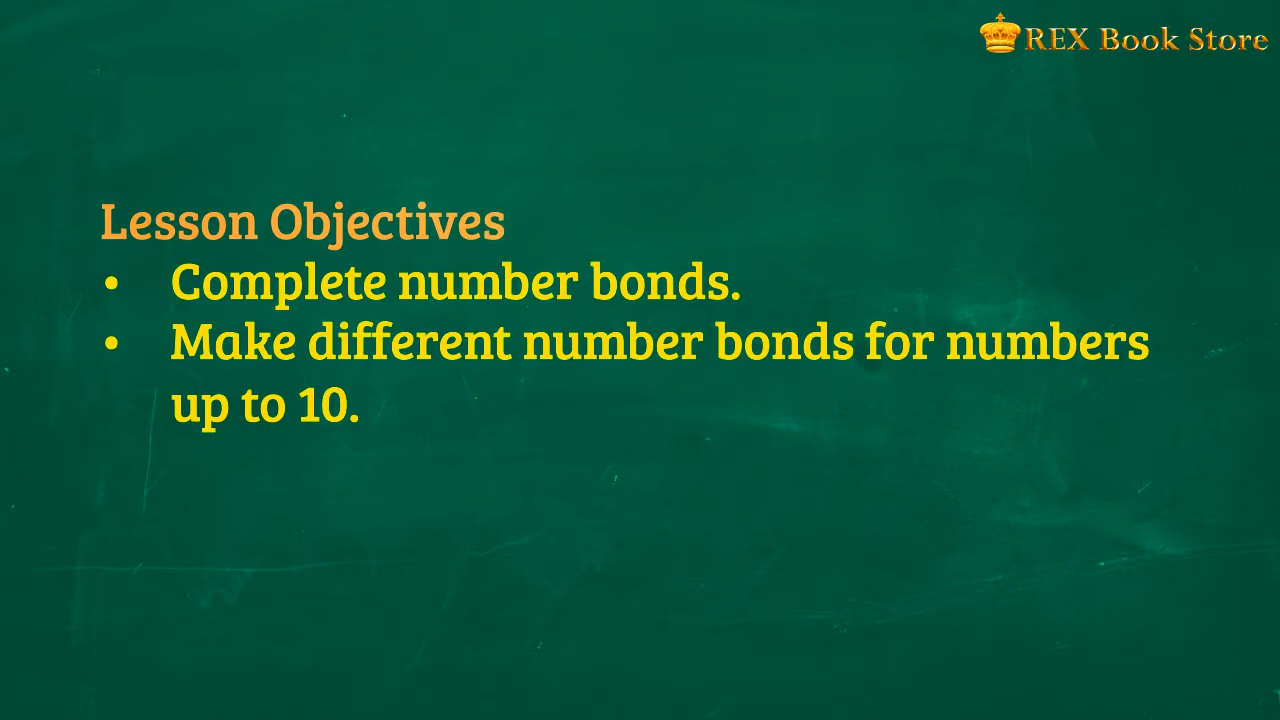 REX Book Store
Lesson Objectives
• Complete number bonds.
• Make different number bonds for numbers
up to 10.